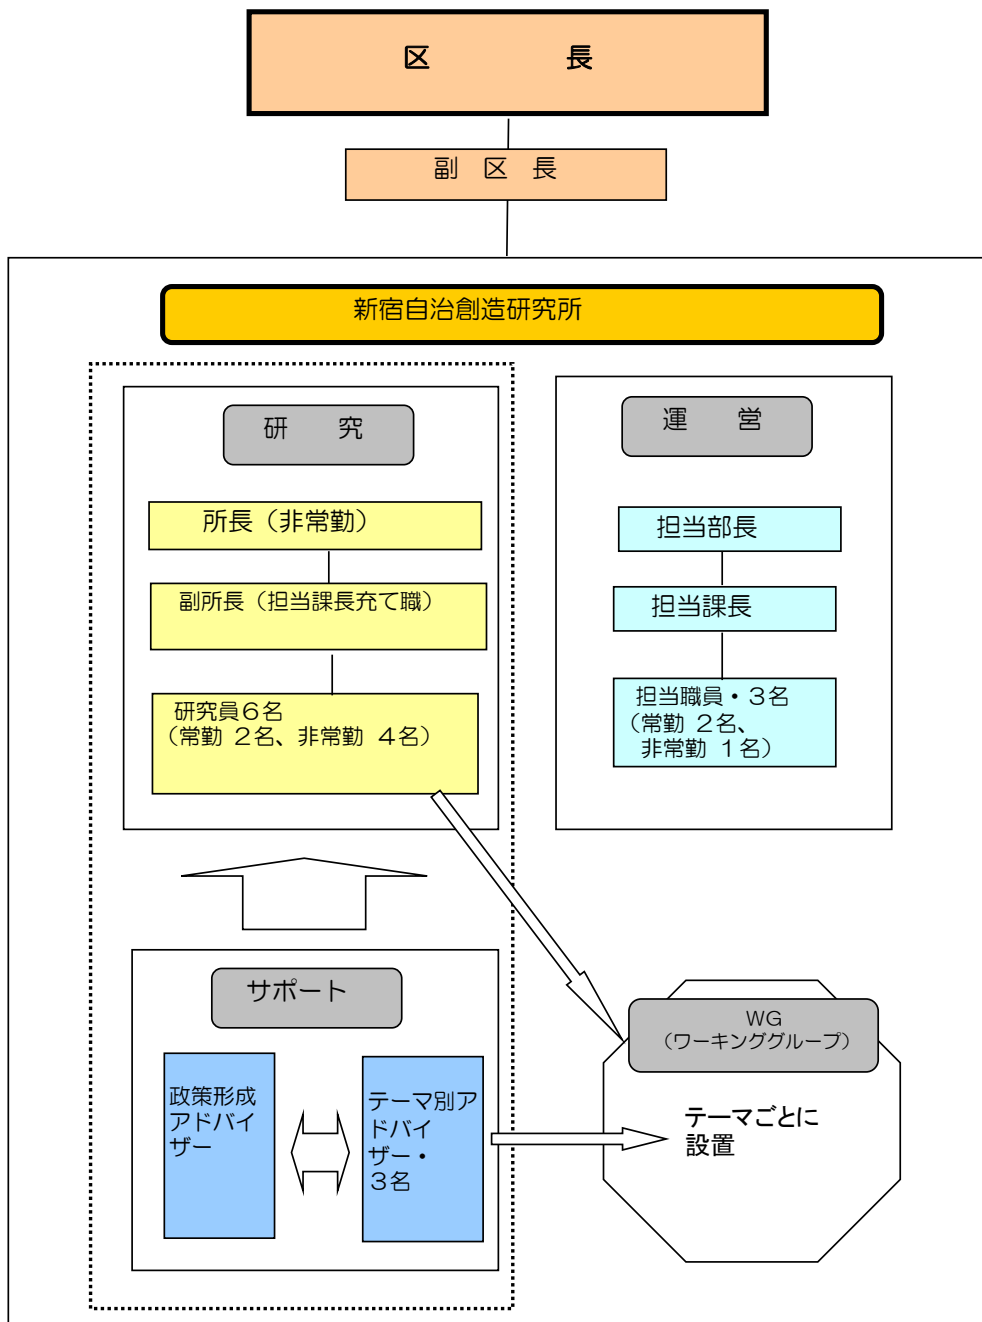 区 長
副 区 長
新宿自治創造研究所
研 究
所長（非常勤）
副所長（担当課長充て職）
研究員６名
（常勤 ２名、非常勤 ４名）
運 営
担当部長
担当課長
担当職員・３名
（常勤 ２名、
非常勤 １名）
サポート
政策形成
アドバイ
ザー
テーマ別ア
ドバイ
ザー・
３名
WG
（ワーキンググループ）
テーマごとに
設置